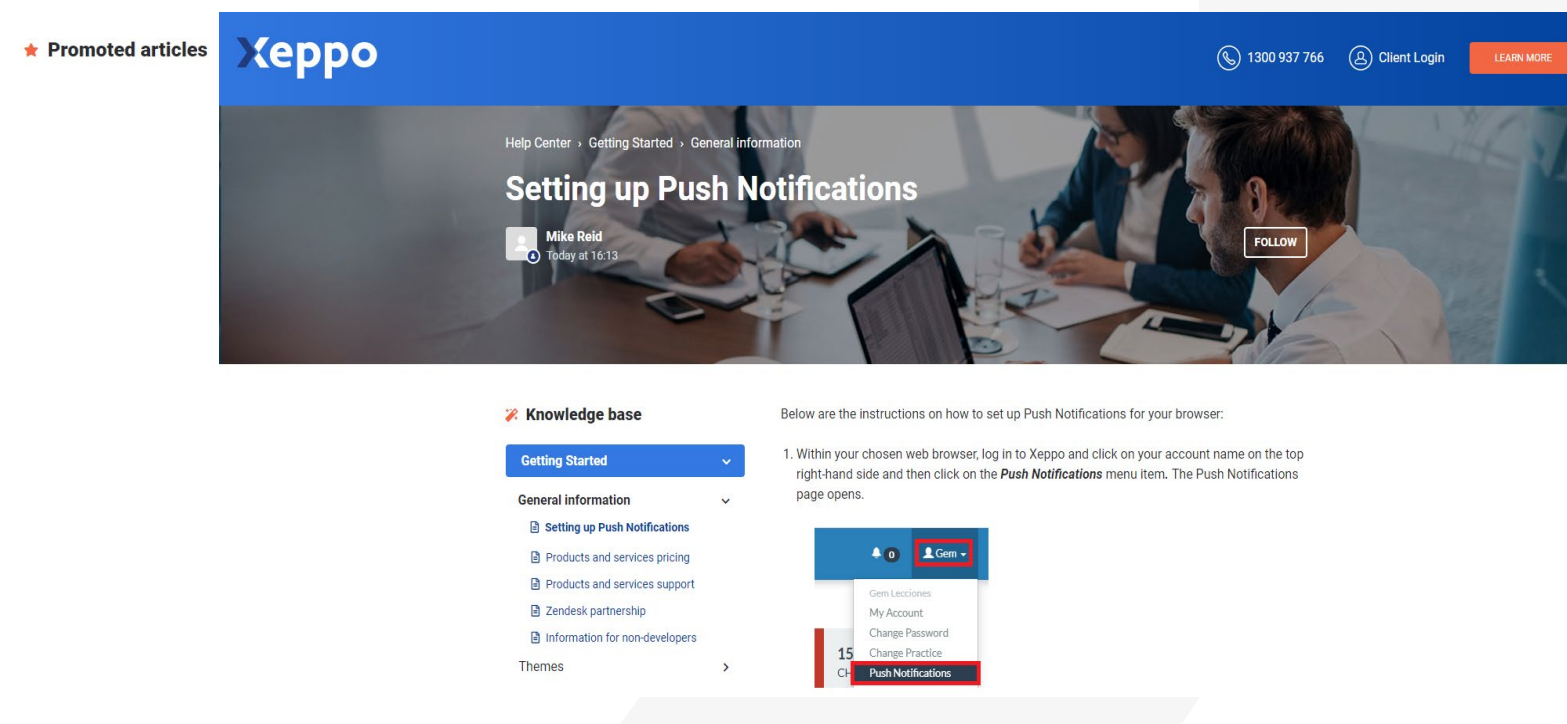 Promoted articles
Xeppo
1300 937 766
Client Login
LEARN MORE
Help Center › Getting Started › General information
Setting up Push Notifications
Mike Reid
Today at 16:13
FOLLOW
Knowledge base
Getting Started
General information
Setting up Push Notifications
Products and services pricing
Products and services support
Zendesk partnership
Information for non-developers
Themes
Below are the instructions on how to set up Push Notifications for your browser:
1. Within your chosen web browser, log in to Xeppo and click on your account name on the top
right-hand side and then click on the Push Notifications menu item. The Push Notifications
page opens.
0
Gem
Gem Lecciones
My Account
Change Password
Change Practice
Push Notifications
15
CH